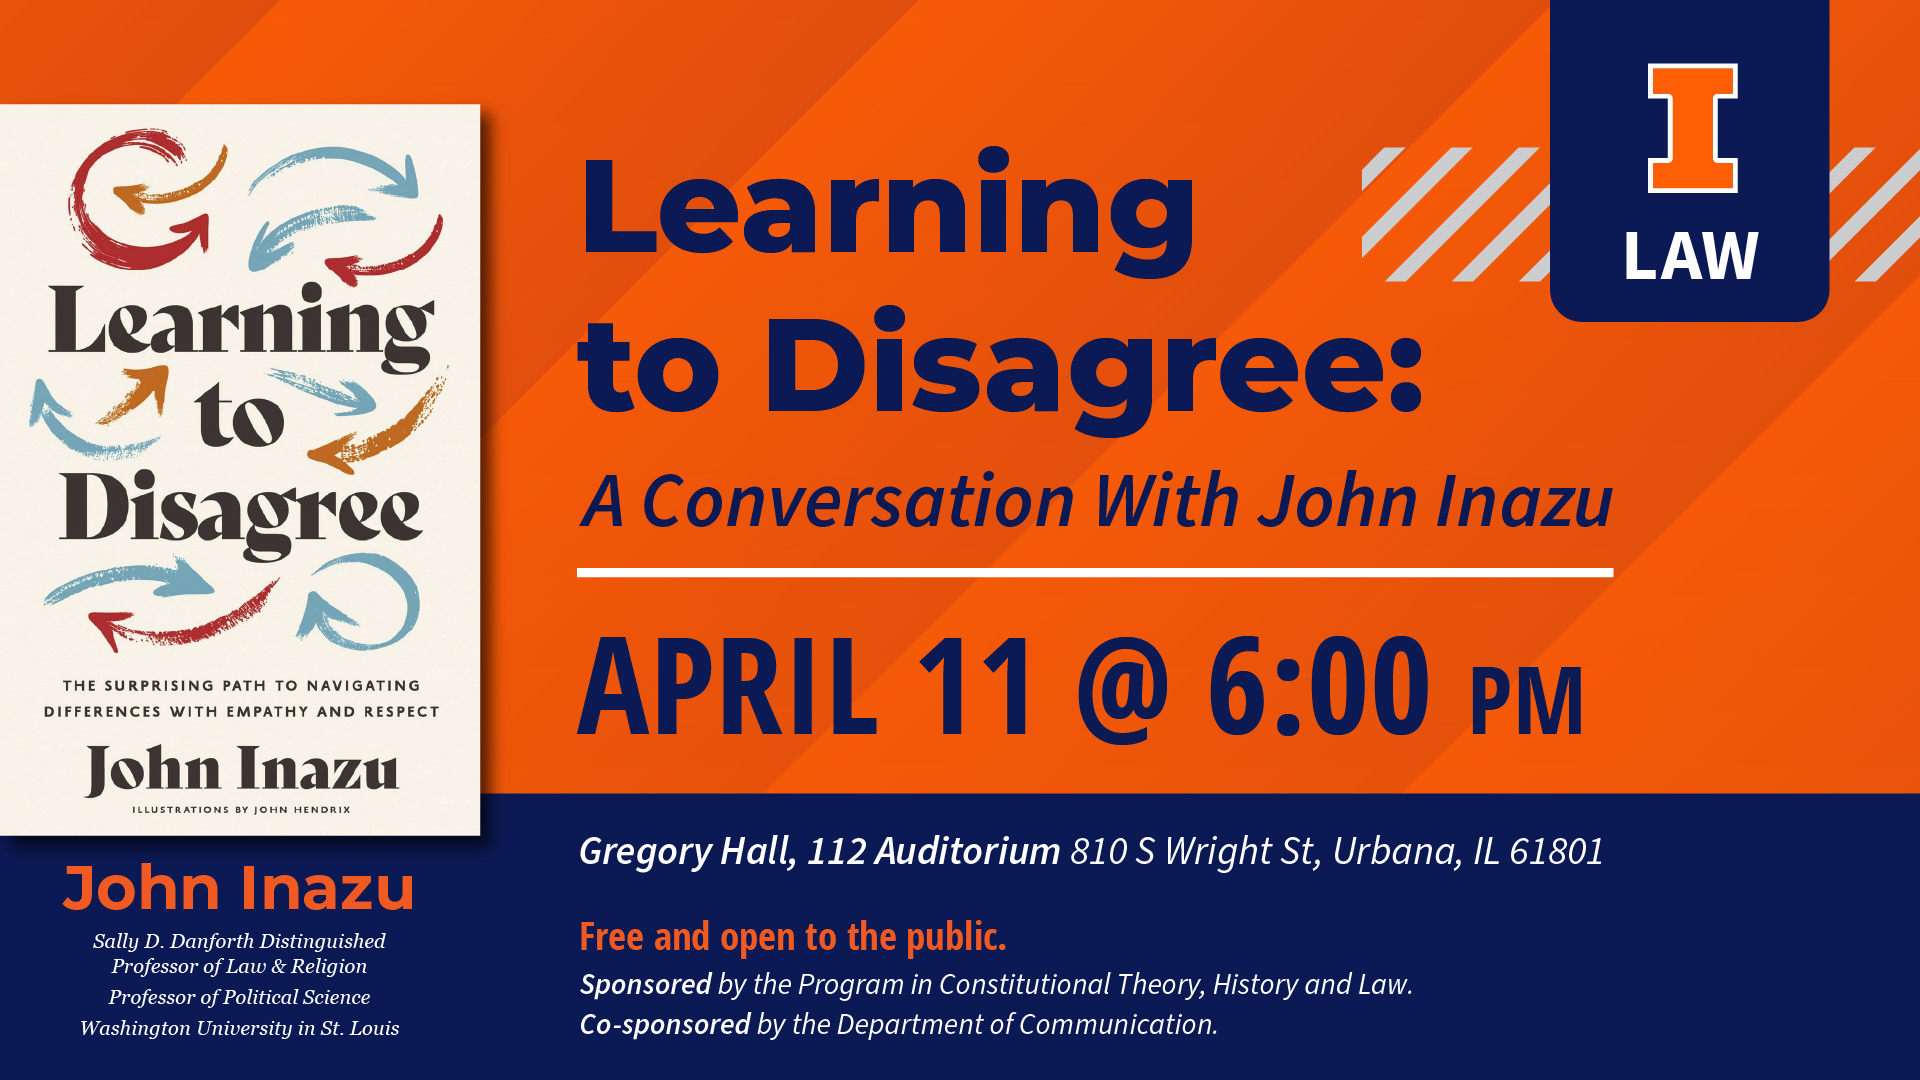 Learning
to
Disagree
THE SURPRISING PATH TO NAVIGATING
DIFFERENCES WITH EMPATHY AND RESPECT
John Inazu
ILLUSTRATIONS BY JOHN HENDRIX
John Inazu
Sally D. Danforth Distinguished
Professor of Law & Religion
Professor of Political Science
Washington University in St. Louis
Learning
to Disagree:
A Conversation With John Inazu
APRIL 11 @ 6:00 PM
Gregory Hall, 112 Auditorium 810 S Wright St, Urbana, IL 61801
Free and open to the public.
Sponsored by the Program in Constitutional Theory, History and Law.
Co-sponsored by the Department of Communication.
I
LAW